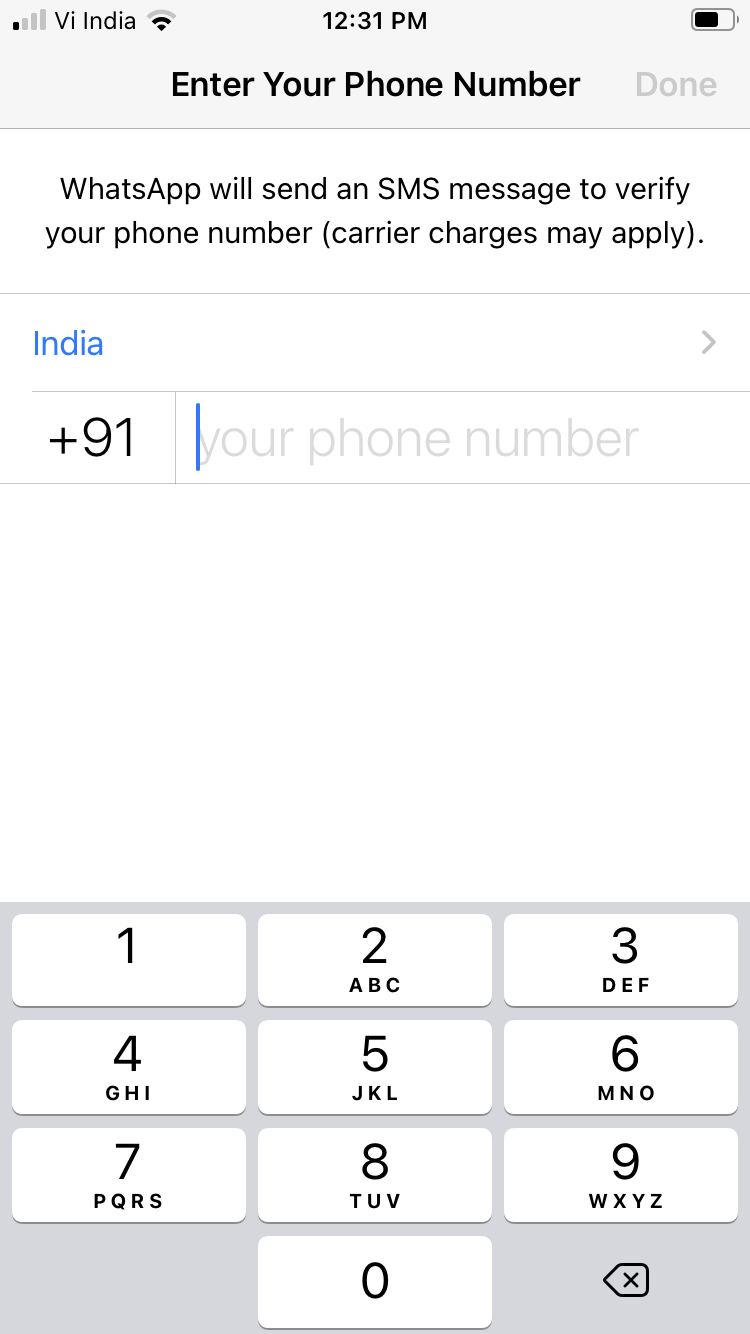 Vi India 12:31 PM
Enter Your Phone Number Done
WhatsApp will send an SMS message to verify
your phone number (carrier charges may apply).
India
+91 your phone number
1 2 3
ABC DEF
4 5 6
GHI JKL MNO
7 8 9
PQRS TUV WXYZ
0